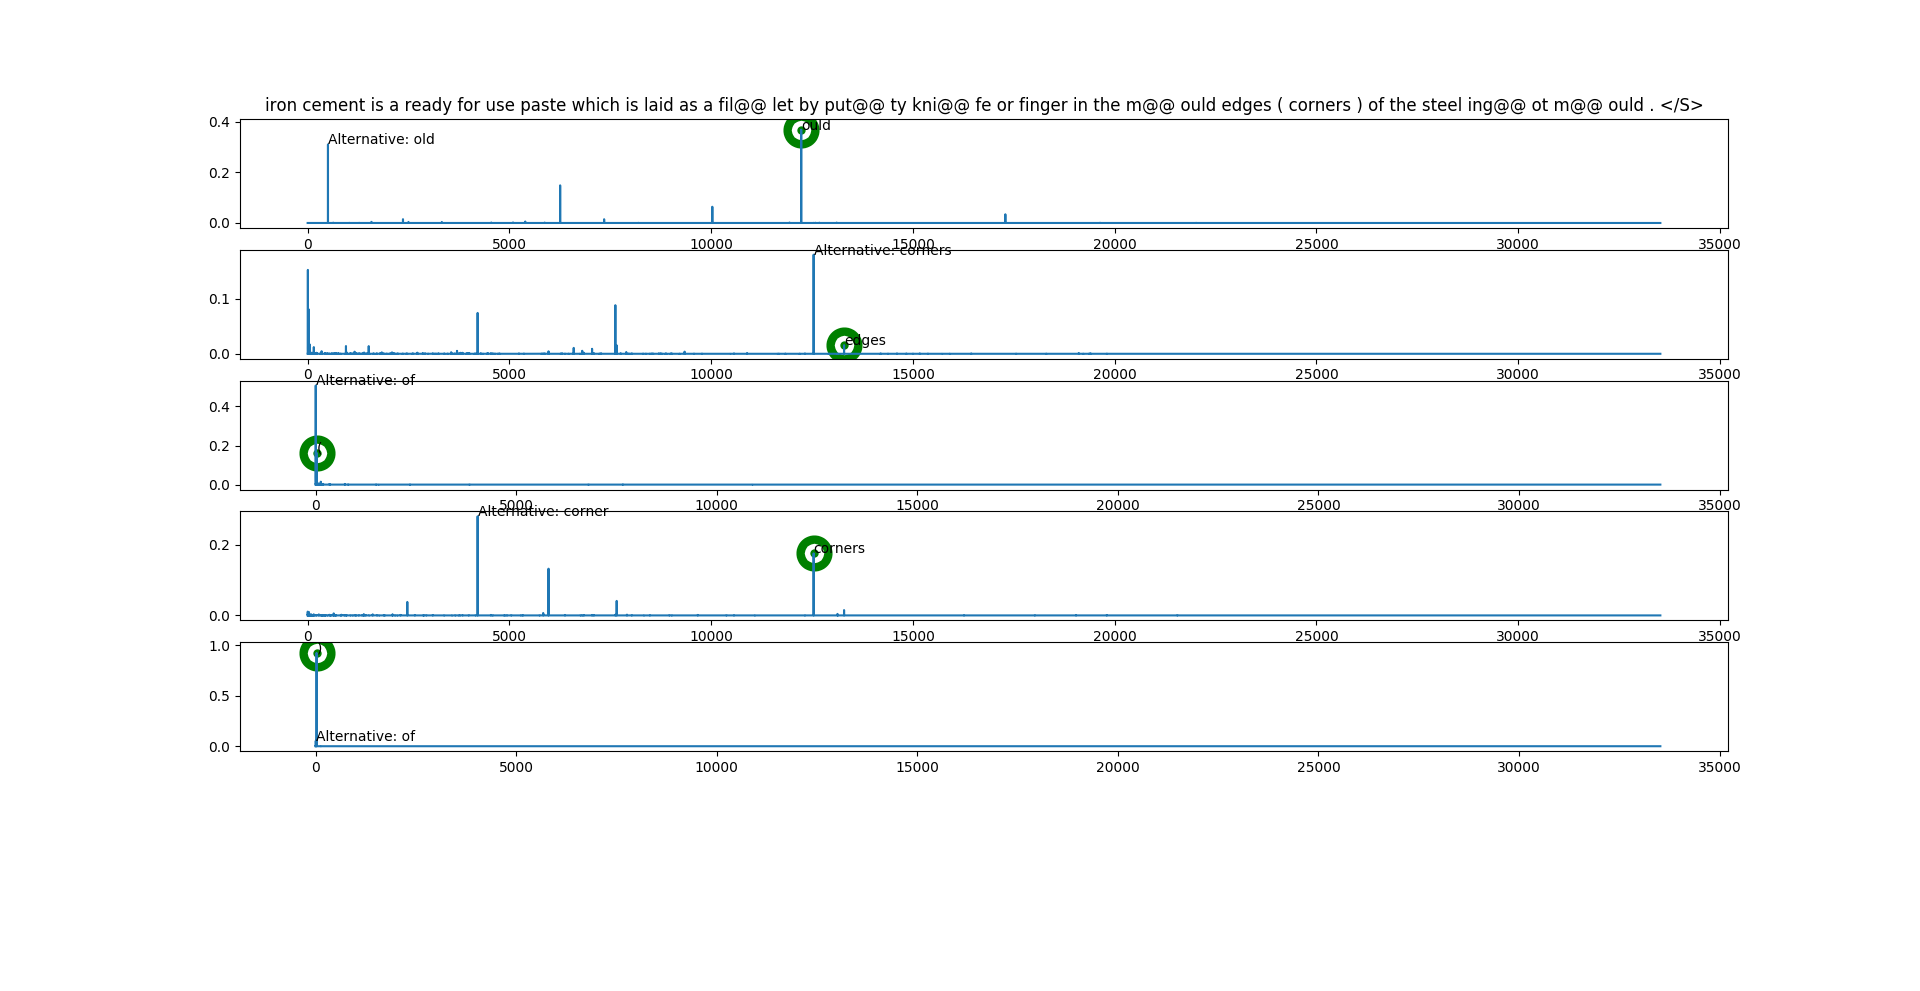 iron cement is a ready for use paste which is laid as a fil@@ let by put@@ ty kni@@ fe or finger in the m@@ ould edges ( corners ) of the steel ing@@ ot m@@ ould . </S>
0.4
0.2
0.0
Alternative: old
ould
0 5000 10000 15000 20000 25000 30000 35000
0.1
0.0
Alternative: corners
edges
0 5000 10000 15000 20000 25000 30000 35000
0.4
0.2
0.0
Alternative: of
0 5000 10000 15000 20000 25000 30000 35000
0.2
0.0
Alternative: corner
corners
0 5000 10000 15000 20000 25000 30000 35000
1.0
0.5
0.0
Alternative: of
0 5000 10000 15000 20000 25000 30000 35000